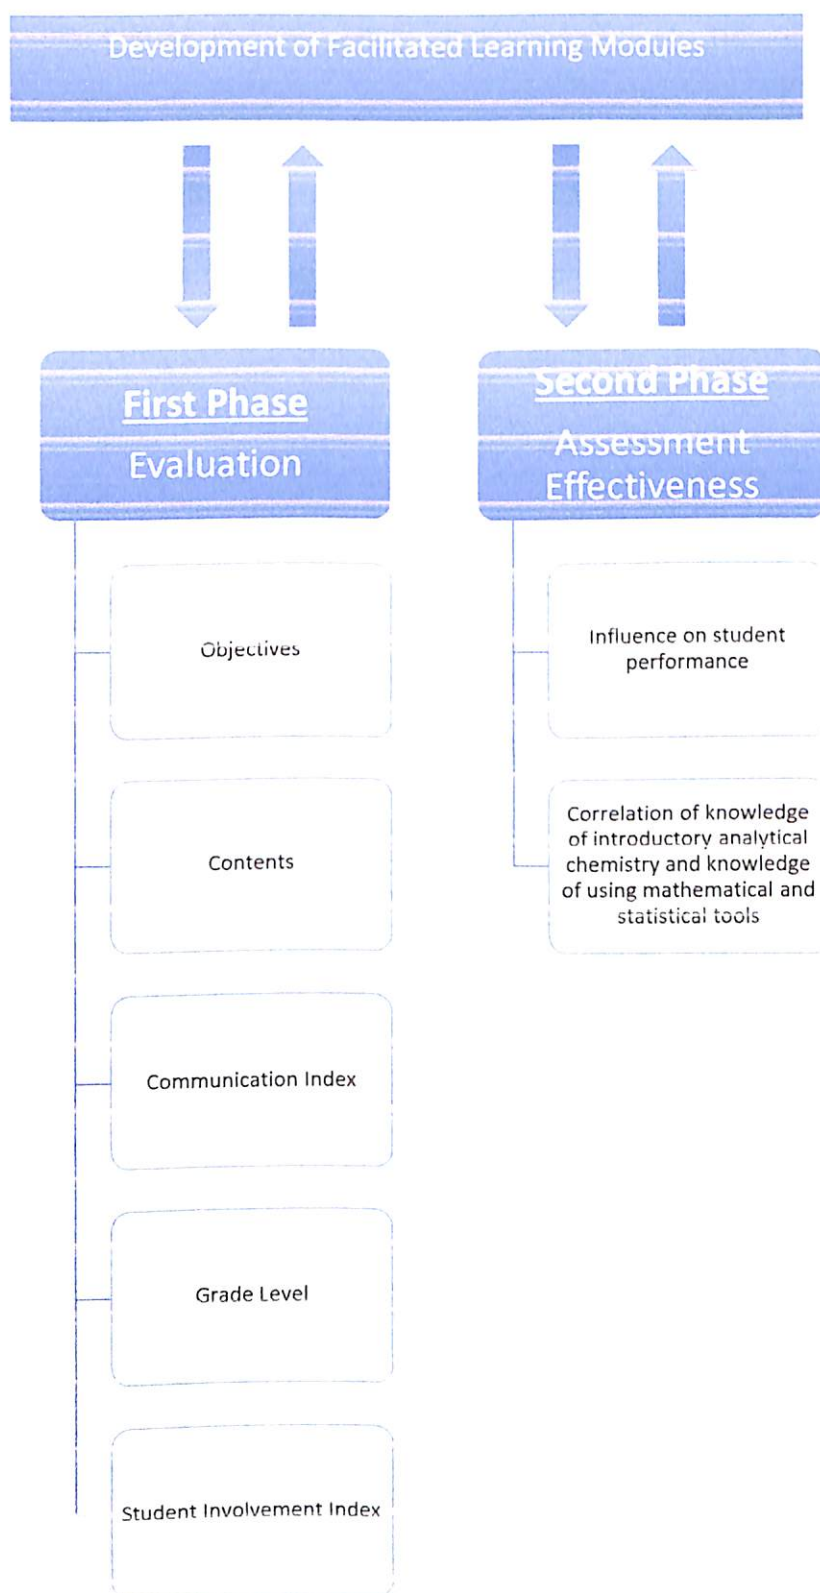 Development of Facilitated Learning Modules
First Phase
Evaluation
Objectives
Contents
Communication Index
Grade Level
Student Involvement Index
Second Phase
Assessment
Effectiveness
Influence on student
performance
Correlation of knowledge
of introductory analytical
chemistry and knowledge
of using mathematical and
statistical tools